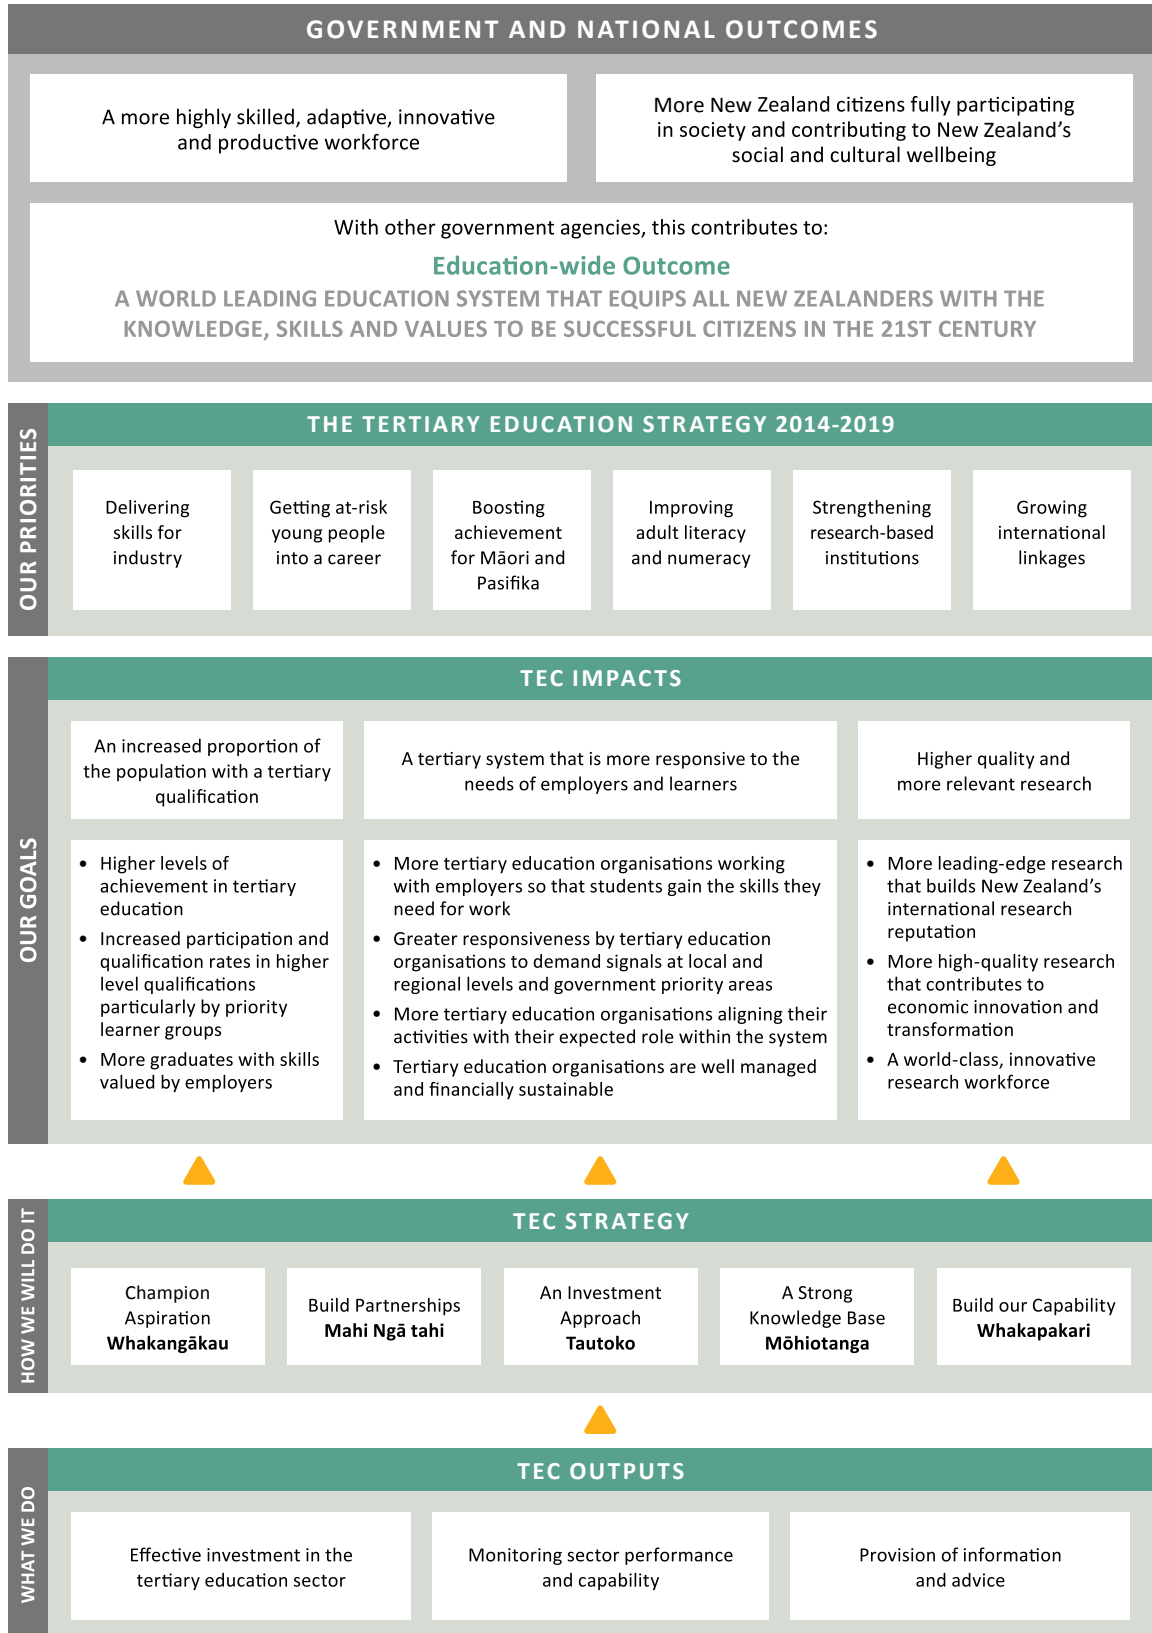 GOVERNMENT AND NATIONAL OUTCOMES
A more highly skilled, adaptive, innovative
and productive workforce
More New Zealand citizens fully participating
in society and contributing to New Zealand's
social and cultural wellbeing
With other government agencies, this contributes to:
Education-wide Outcome
A WORLD LEADING EDUCATION SYSTEM THAT EQUIPS ALL NEW ZEALANDERS WITH THE
KNOWLEDGE, SKILLS AND VALUES TO BE SUCCESSFUL CITIZENS IN THE 21ST CENTURY
OUR PRIORITIES
THE TERTIARY EDUCATION STRATEGY 2014-2019
Delivering
skills for
industry
Getting at-risk
young people
into a career
Boosting
achievement
for Māori and
Pasifika
Improving
adult literacy
and numeracy
Strengthening
research-based
institutions
Growing
international
linkages
OUR GOALS
TEC IMPACTS
An increased proportion of
the population with a tertiary
qualification
A tertiary system that is more responsive to the
needs of employers and learners
Higher quality and
more relevant research
• Higher levels of
achievement in tertiary
education
• Increased participation and
qualification rates in higher
level qualifications
particularly by priority
learner groups
• More graduates with skills
valued by employers
• More tertiary education organisations working
with employers so that students gain the skills they
need for work
• Greater responsiveness by tertiary education
organisations to demand signals at local and
regional levels and government priority areas
• More tertiary education organisations aligning their
activities with their expected role within the system
• Tertiary education organisations are well managed
and financially sustainable
• More leading-edge research
that builds New Zealand's
international research
reputation
• More high-quality research
that contributes to
economic innovation and
transformation
• A world-class, innovative
research workforce
HOW WE WILL DO IT
TEC STRATEGY
Champion
Aspiration
Whakangākau
Build Partnerships
Mahi Ngā tahi
An Investment
Approach
Tautoko
A Strong
Knowledge Base
Mōhiotanga
Build our Capability
Whakapakari
WHAT WE DO
TEC OUTPUTS
Effective investment in the
tertiary education sector
Monitoring sector performance
and capability
Provision of information
and advice